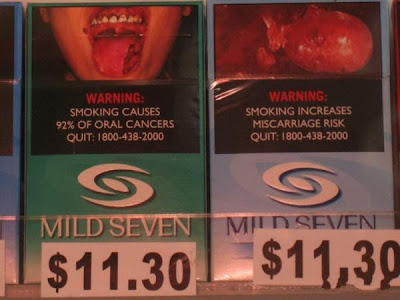 WARNING:
SMOKING CAUSES
92% OF ORAL CANCERS
QUIT: 1800-438-2000
MILD SEVEN
$11.30
WARNING:
SMOKING INCREASES
MISCARRIAGE RISK
QUIT: 1800-438-2000
MILD SEVEN
$11.30